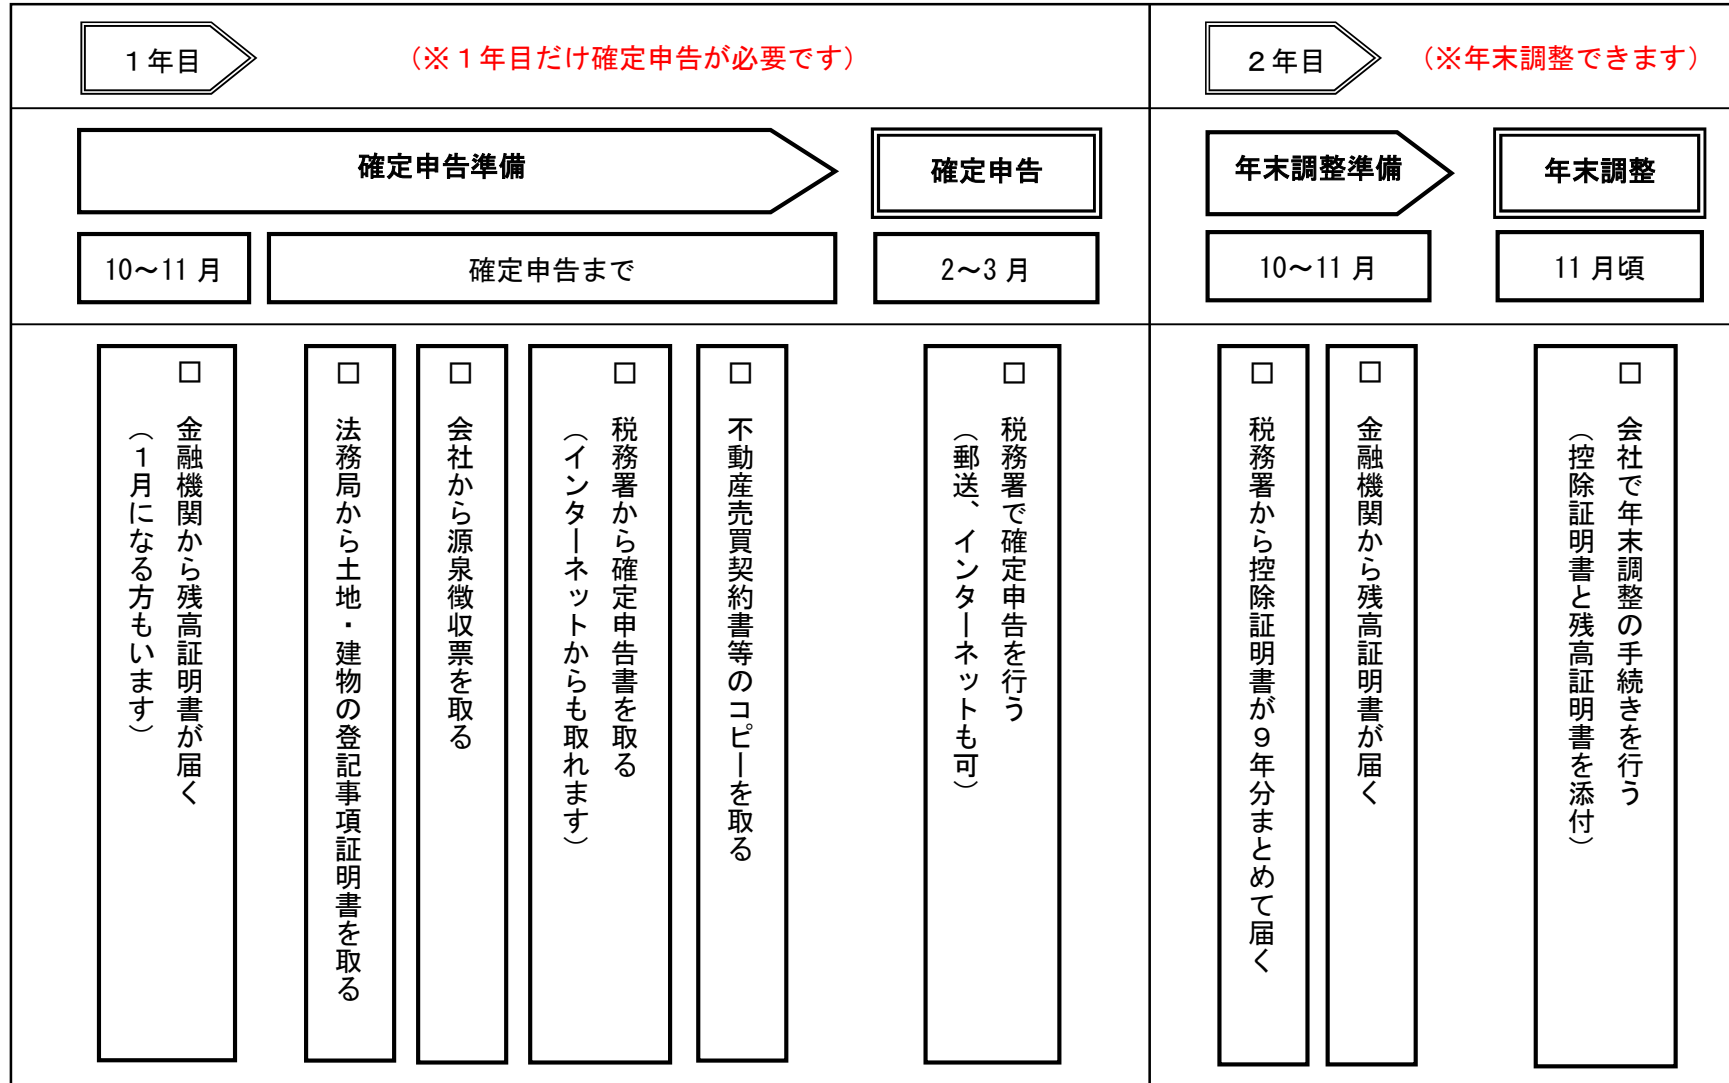 １年目
（※１年目だけ確定申告が必要です）
２年目
（※年末調整できます）
確定申告準備
確定申告
年末調整準備
年末調整
10～11 月
確定申告まで
2～3 月
10～11 月
11 月頃
□　金融機関から残高証明書が届く
（１月になる方もいます）
□　法務局から土地・建物の登記事項証明書を取る
□　会社から源泉徴収票を取る
□　税務署から確定申告書を取る
（インターネットからも取れます）
□　不動産売買契約書等のコピーを取る
□　税務署で確定申告を行う
（郵送、インターネットも可）
□　税務署から控除証明書が９年分まとめて届く
□　金融機関から残高証明書が届く
□　会社で年末調整の手続きを行う
（控除証明書と残高証明書を添付）